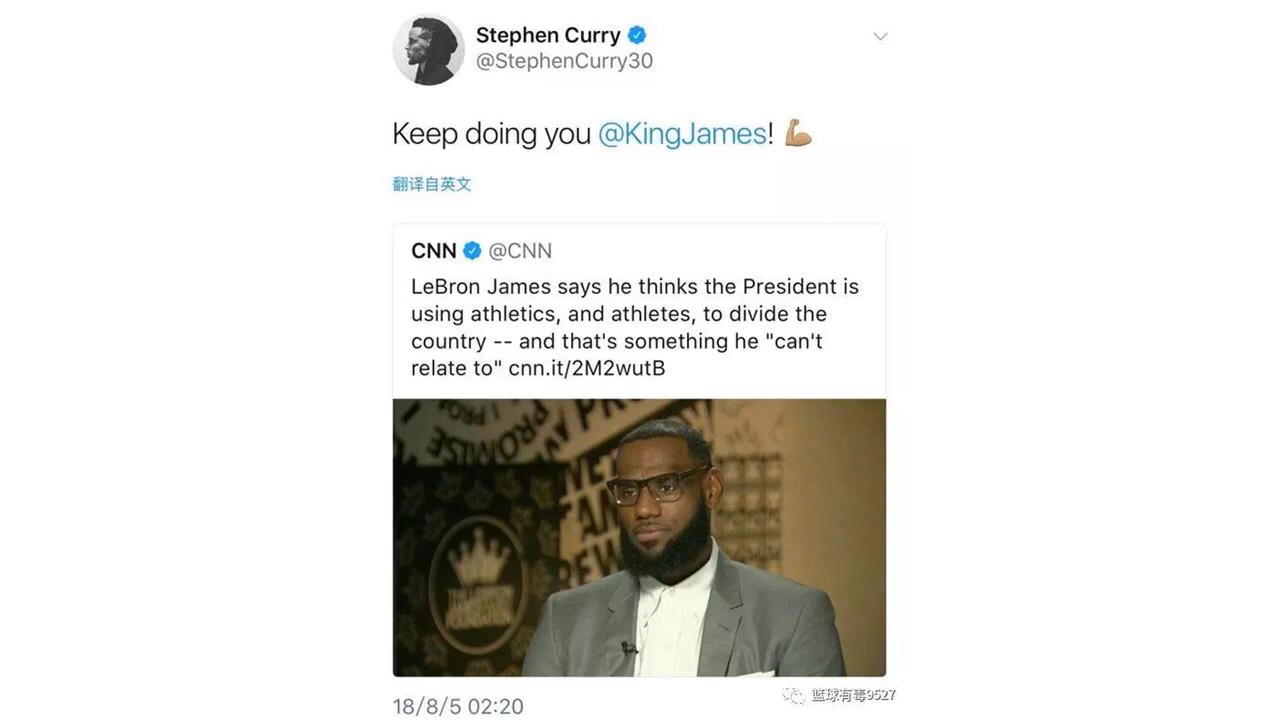 Stephen Curry
@StephenCurry30
Keep doing you @KingJames! 💪🏽
翻译自英文
CNN @CNN
LeBron James says he thinks the President is
using athletics, and athletes, to divide the
country -- and that's something he "can't
relate to" cnn.it/2M2wutB
I PRO
PROMISE
18/8/5 02:20
篮球有毒9527